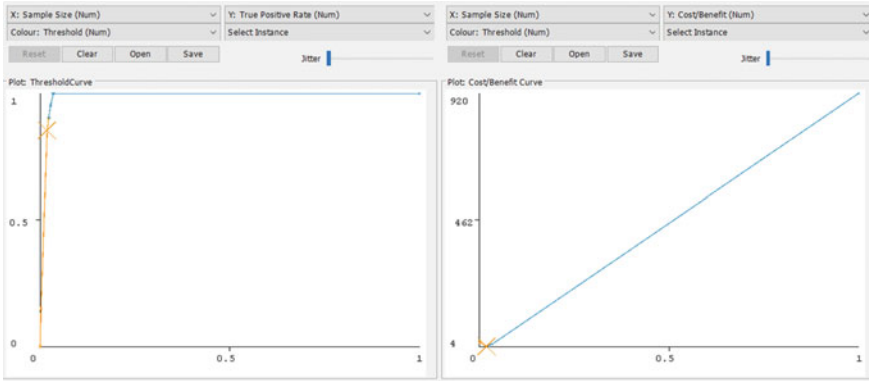 X: Sample Size (Num) Y: True Positive Rate (Num)
Colour: Threshold (Num) Select Instance
Reset Clear Open Save Jitter
Plot: ThresholdCurve
1
0.5
0
0 0.5 1
X: Sample Size (Num) Y: Cost/Benefit (Num)
Colour: Threshold (Num) Select Instance
Reset Clear Open Save Jitter
Plot: Cost/Benefit Curve
920
462
4
0 0.5 1